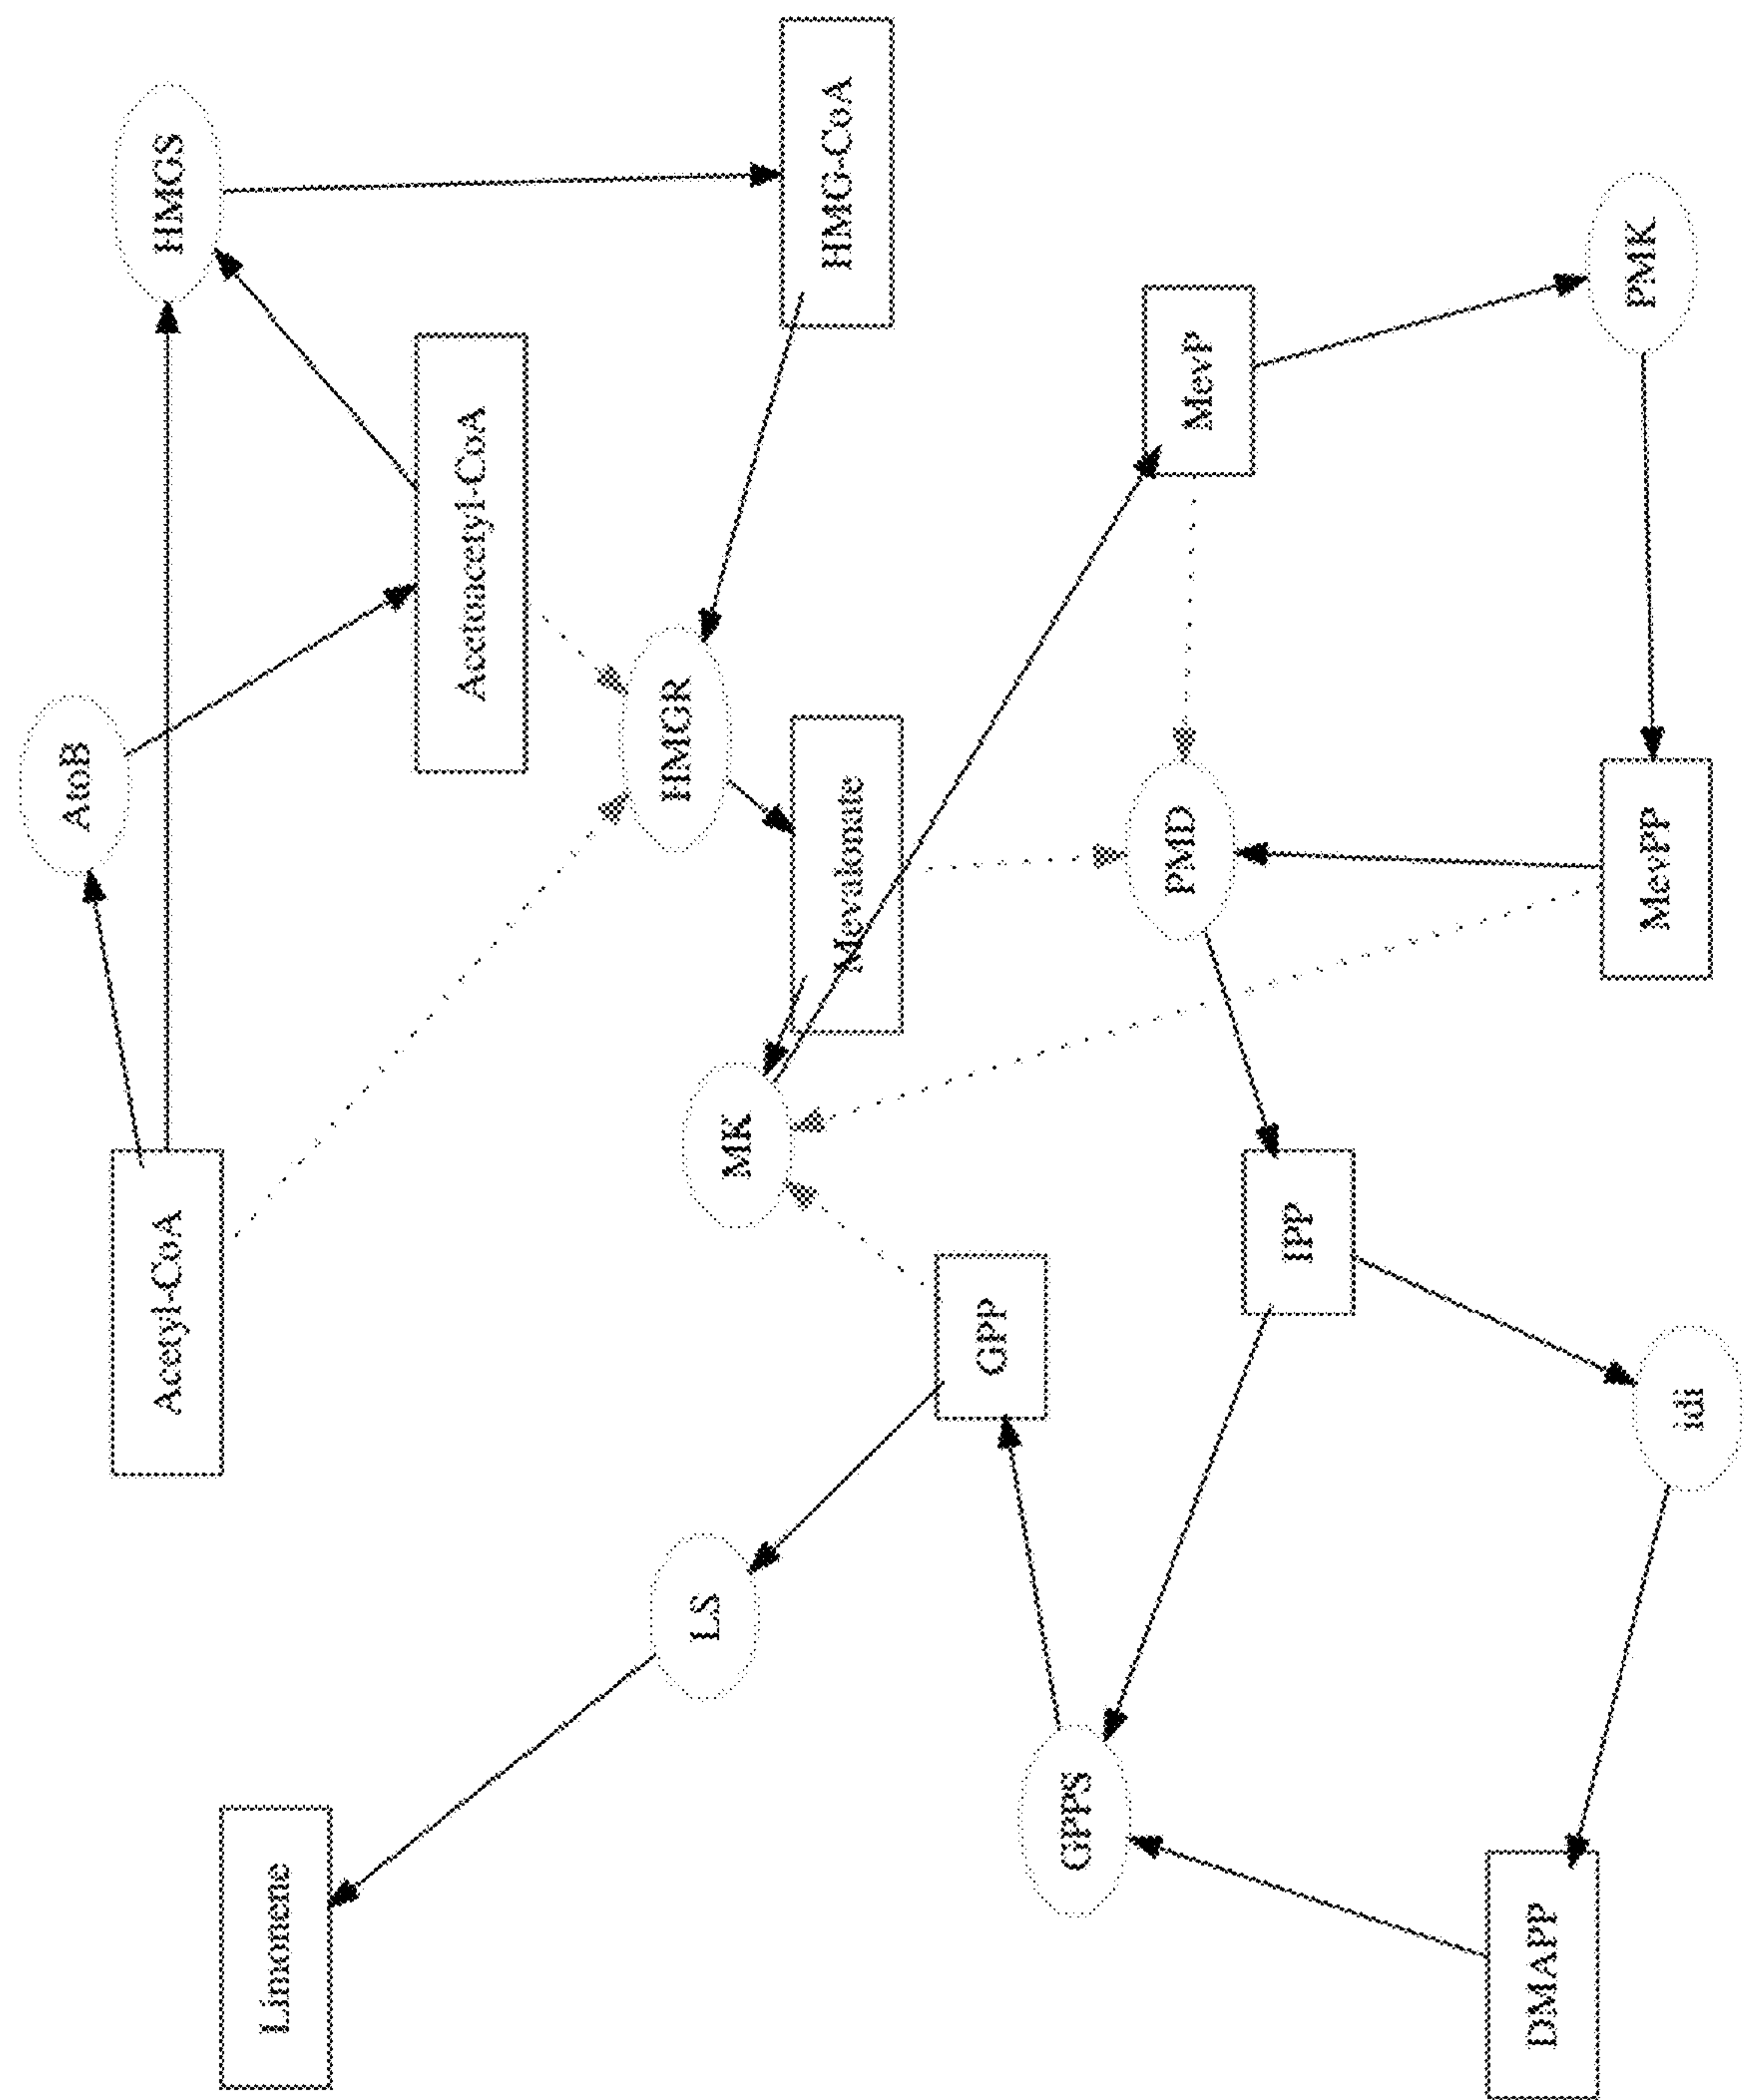 Limonene
Acetyl-CoA
AtoB
HMGS
Acetoacetyl-CoA
LS
MK
HMGR
HMG-CoA
Mevalonate
GPP
GPPS
PMD
MevP
IPP
DMAPP
idi
MevPP
PMK